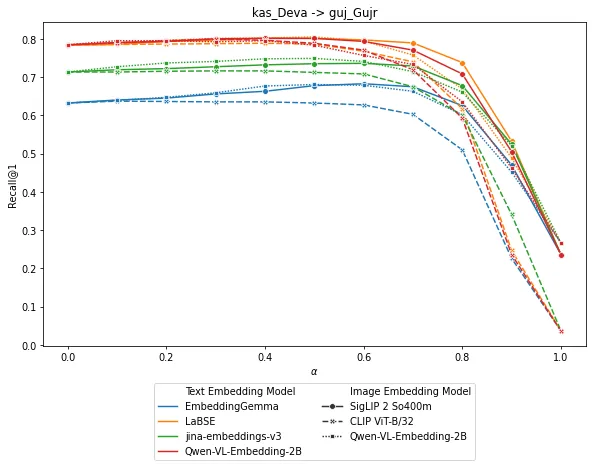 kas_Deva -> guj_Gujr
0.8
0.7
0.6
0.5
0.4
0.3
0.2
0.1
0.0
Recall@1
0.0 0.2 0.4 0.6 0.8 1.0
α
Text Embedding Model Image Embedding Model
EmbeddingGemma SigLIP 2 So400m
LaBSE CLIP ViT-B/32
jina-embeddings-v3 Qwen-VL-Embedding-2B
Qwen-VL-Embedding-2B